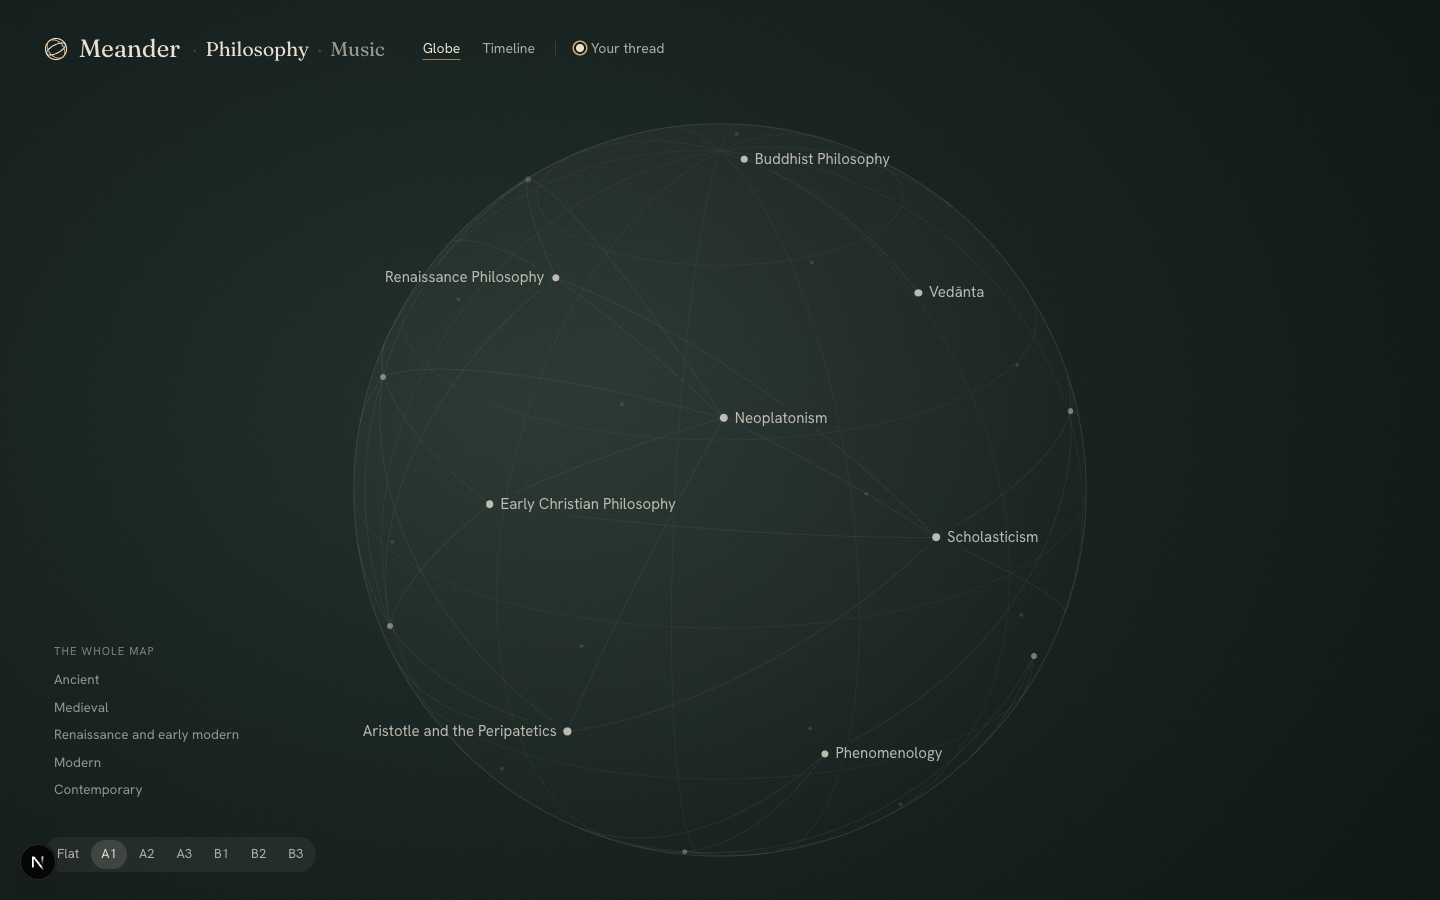 Meander · Philosophy · Music
Globe
Timeline
Your thread
Buddhist Philosophy
Renaissance Philosophy
Vedānta
Neoplatonism
Early Christian Philosophy
Scholasticism
Aristotle and the Peripatetics
Phenomenology
THE WHOLE MAP
Ancient
Medieval
Renaissance and early modern
Modern
Contemporary
N
Flat A1 A2 A3 B1 B2 B3